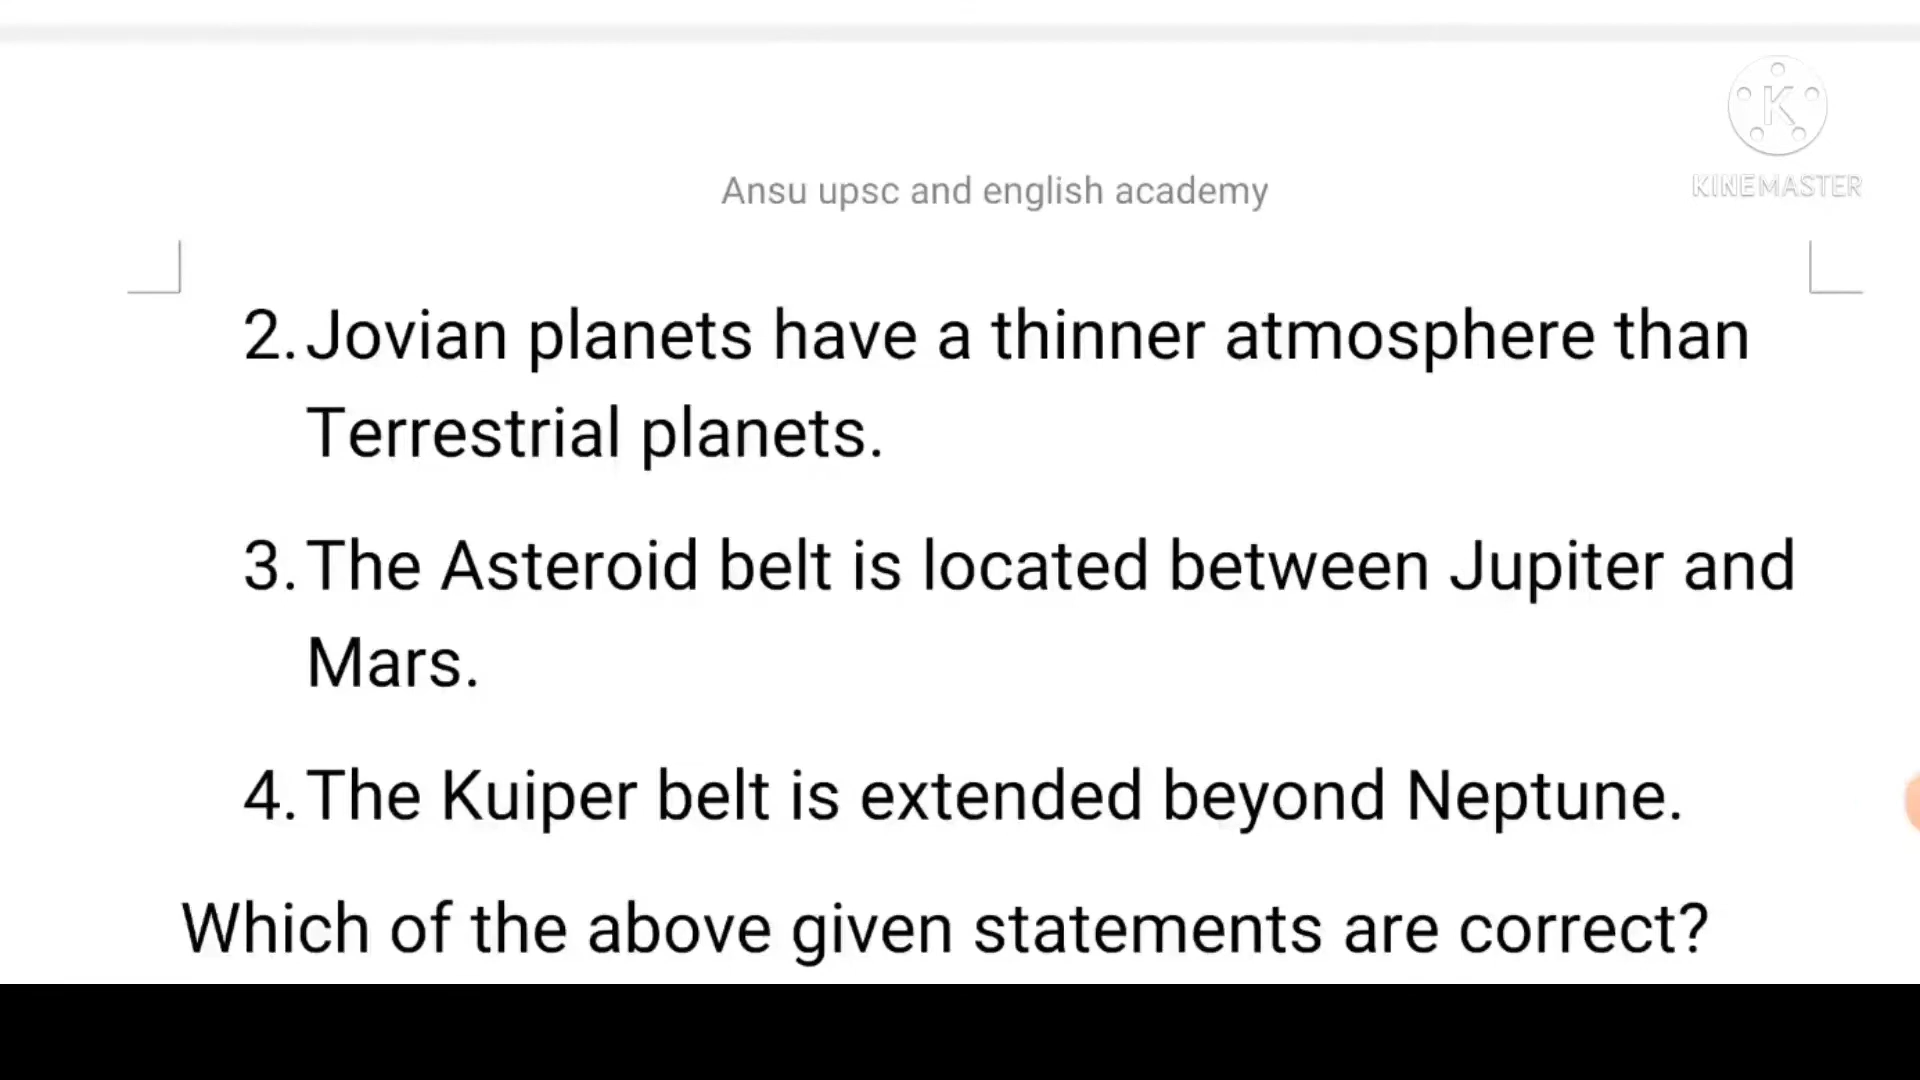 K
KINEMASTER
Ansu upsc and english academy
2. Jovian planets have a thinner atmosphere than
Terrestrial planets.
3. The Asteroid belt is located between Jupiter and
Mars.
4. The Kuiper belt is extended beyond Neptune.
Which of the above given statements are correct?